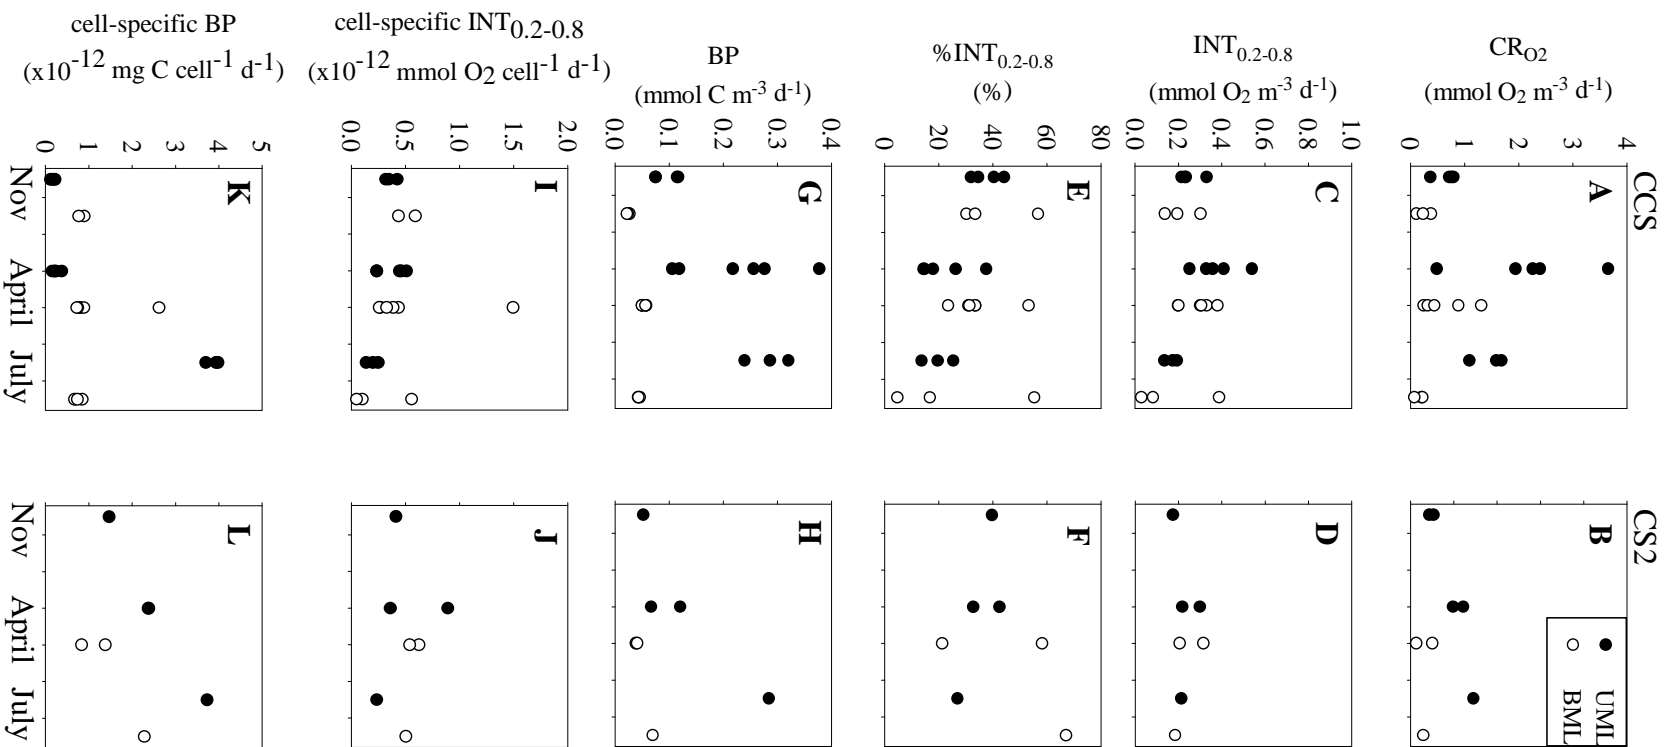 cell-specific BP
(x10-12 mg C cell-1 d-1)
cell-specific INT0.2-0.8
(x10-12 mmol O2 cell-1 d-1)
BP
(mmol C m-3 d-1)
%INT0.2-0.8
(%)
INT0.2-0.8
(mmol O2 m-3 d-1)
CRO2
(mmol O2 m-3 d-1)
0 1 2 3 4 5
0.0 0.5 1.0 1.5 2.0
0.0 0.1 0.2 0.3 0.4
0 20 40 60 80
0.0 0.2 0.4 0.6 0.8 1.0
0 1 2 3 4
CCS
K
I
G
E
C
A
Nov April July
CS2
L
J
H
F
D
B
UML
BML
Nov April July